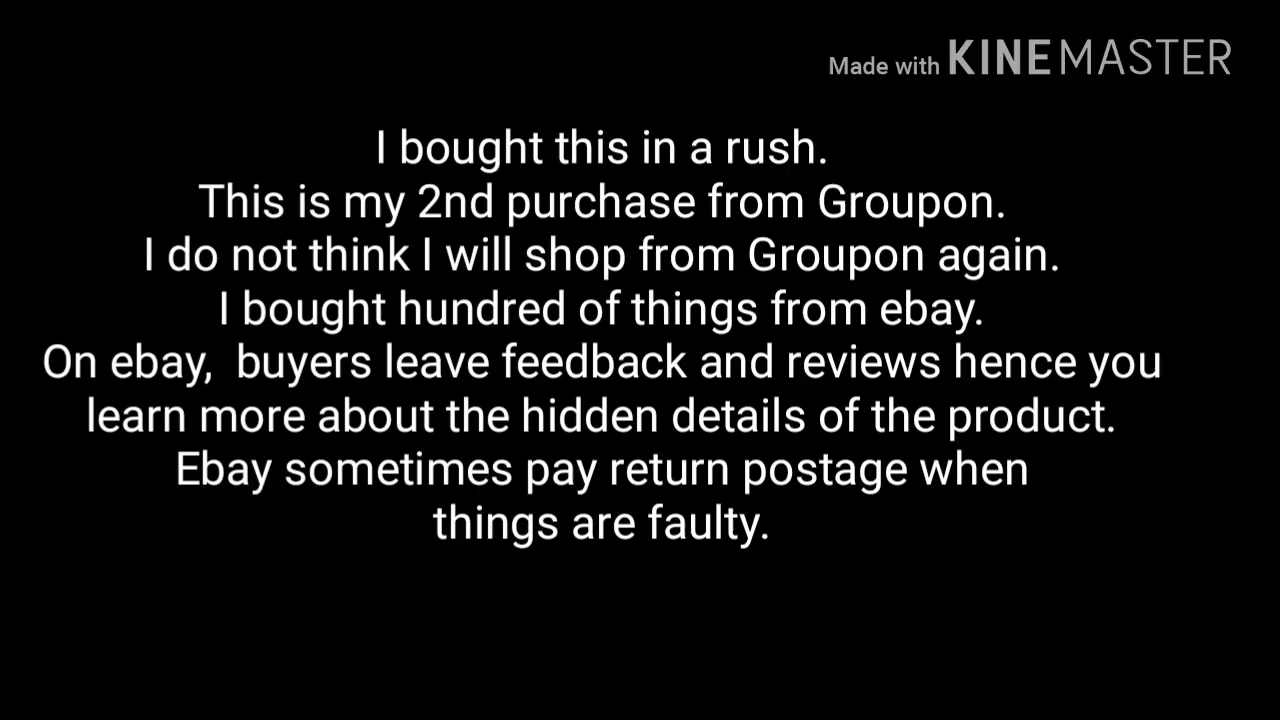 Made with KINEMASTER
I bought this in a rush.
This is my 2nd purchase from Groupon.
I do not think I will shop from Groupon again.
I bought hundred of things from ebay.
On ebay,  buyers leave feedback and reviews hence you
learn more about the hidden details of the product.
Ebay sometimes pay return postage when
things are faulty.